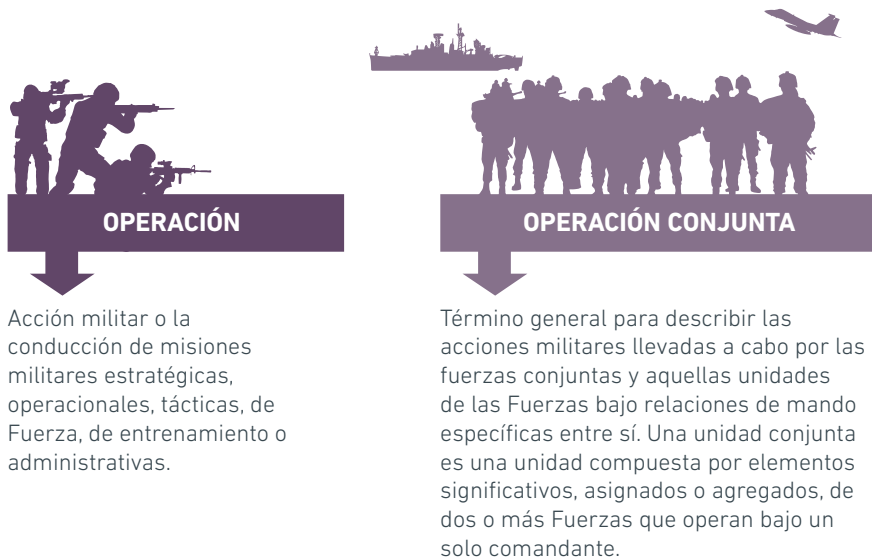 OPERACIÓN
Acción militar o la
conducción de misiones
militares estratégicas,
operacionales, tácticas, de
Fuerza, de entrenamiento o
administrativas.
OPERACIÓN CONJUNTA
Término general para describir las
acciones militares llevadas a cabo por las
fuerzas conjuntas y aquellas unidades
de las Fuerzas bajo relaciones de mando
específicas entre sí. Una unidad conjunta
es una unidad compuesta por elementos
significativos, asignados o agregados, de
dos o más Fuerzas que operan bajo un
solo comandante.